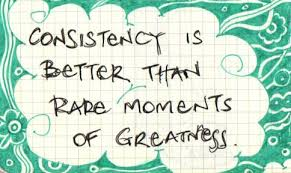 CONSISTENCY IS
BETTER THAN
RARE MOMENTS
OF GREATNESS.